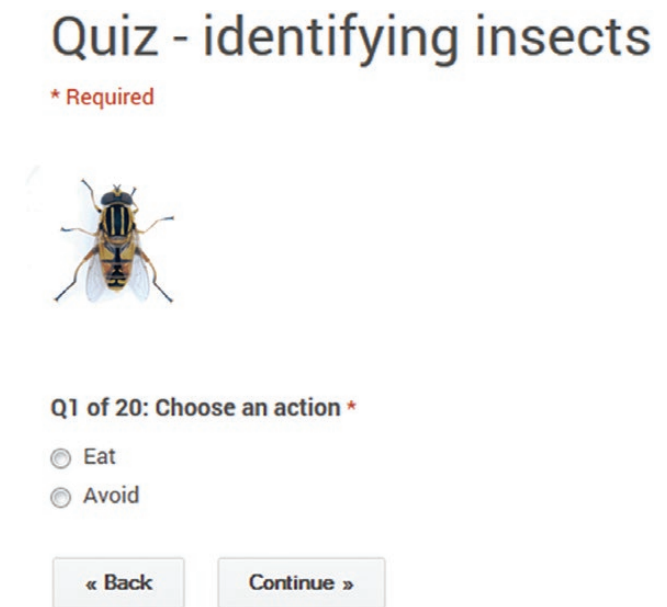 Quiz - identifying insects
* Required
Q1 of 20: Choose an action *
Eat
Avoid
« Back Continue »